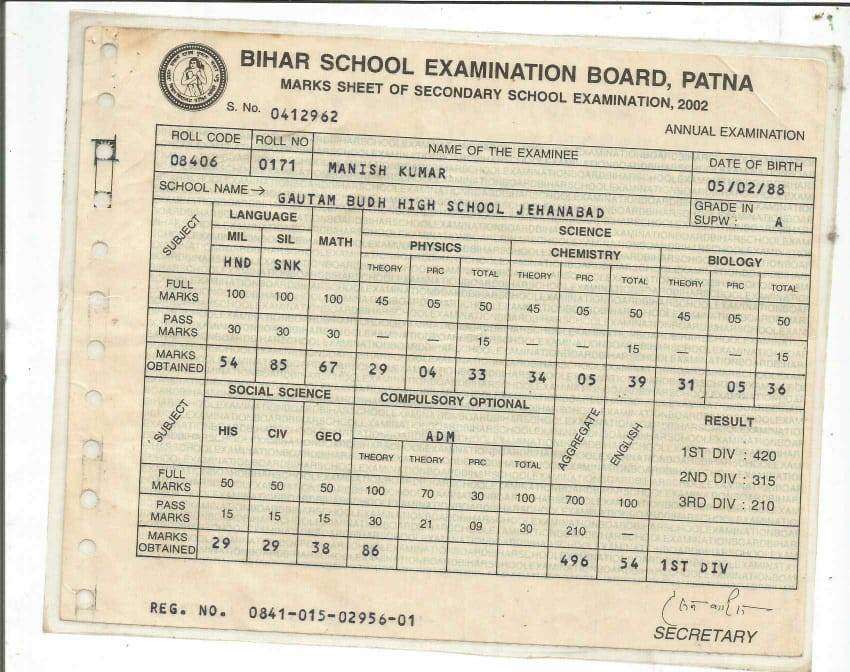 BIHAR SCHOOL EXAMINATION BOARD, PATNA
MARKS SHEET OF SECONDARY SCHOOL EXAMINATION, 2002
S. No. 0412962
ANNUAL EXAMINATION
ROLL CODE ROLL NO NAME OF THE EXAMINEE DATE OF BIRTH
08406 0171 MANISH KUMAR 05/02/88
SCHOOL NAME → GAUTAM BUDH HIGH SCHOOL JEHANABAD GRADE IN SUPW : A
SUBJECT LANGUAGE MATH SCIENCE
MIL SIL PHYSICS CHEMISTRY BIOLOGY
HND SNK THEORY PRC TOTAL THEORY PRC TOTAL THEORY PRC TOTAL
FULL MARKS 100 100 100 45 05 50 45 05 50 45 05 50
PASS MARKS 30 30 30 — — 15 — — 15 — — 15
MARKS OBTAINED 54 85 67 29 04 33 34 05 39 31 05 36
SUBJECT SOCIAL SCIENCE COMPULSORY OPTIONAL AGGREGATE ENGLISH RESULT
HIS CIV GEO ADM
THEORY THEORY PRC TOTAL
1ST DIV : 420
2ND DIV : 315
3RD DIV : 210
FULL MARKS 50 50 50 100 70 30 100 700 100
PASS MARKS 15 15 15 30 21 09 30 210 —
MARKS OBTAINED 29 29 38 86 496 54 1ST DIV
REG. NO. 0841-015-02956-01
SECRETARY